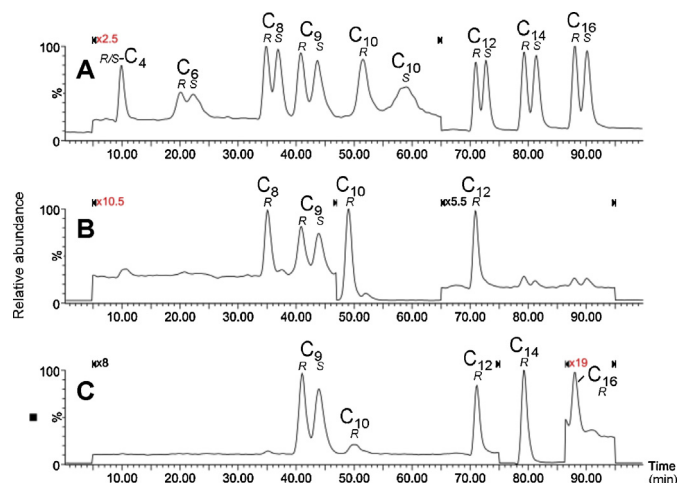 x2.5
C8 C9 C10 C10 C12 C14 C16
R S R S R S R S R S R S
R/S-C4
C6
R S
100
A
%
0
10.00 20.00 30.00 40.00 50.00 60.00 70.00 80.00 90.00
x10.5
C8 C9 C10 x5.5 C12
R R S R R
100
B
%
0
10.00 20.00 30.00 40.00 50.00 60.00 70.00 80.00 90.00
Relative abundance
x8
C9 C10 C12 C14 x19 C16
R S R R R R
100
C
%
0
10.00 20.00 30.00 40.00 50.00 60.00 70.00 80.00 90.00
Time
(min)